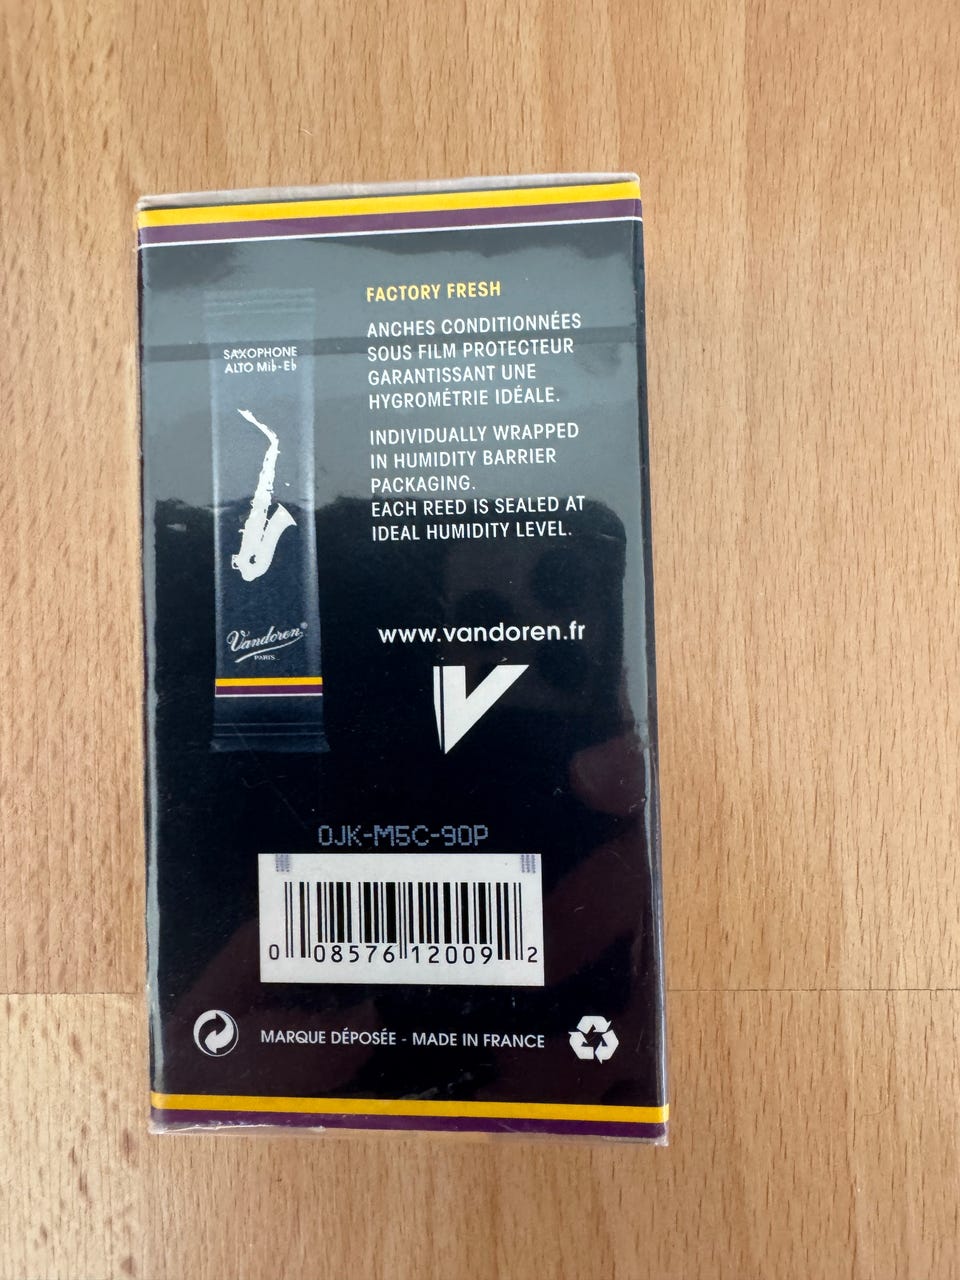 FACTORY FRESH
ANCHES CONDITIONNÉES
SOUS FILM PROTECTEUR
GARANTISSANT UNE
HYGROMÉTRIE IDÉALE.
INDIVIDUALLY WRAPPED
IN HUMIDITY BARRIER
PACKAGING.
EACH REED IS SEALED AT
IDEAL HUMIDITY LEVEL.
SAXOPHONE
ALTO Mi♭-E♭
Vandoren®
PARIS
www.vandoren.fr
V
0JK-M5C-90P
0 08576 12009 2
MARQUE DÉPOSÉE - MADE IN FRANCE